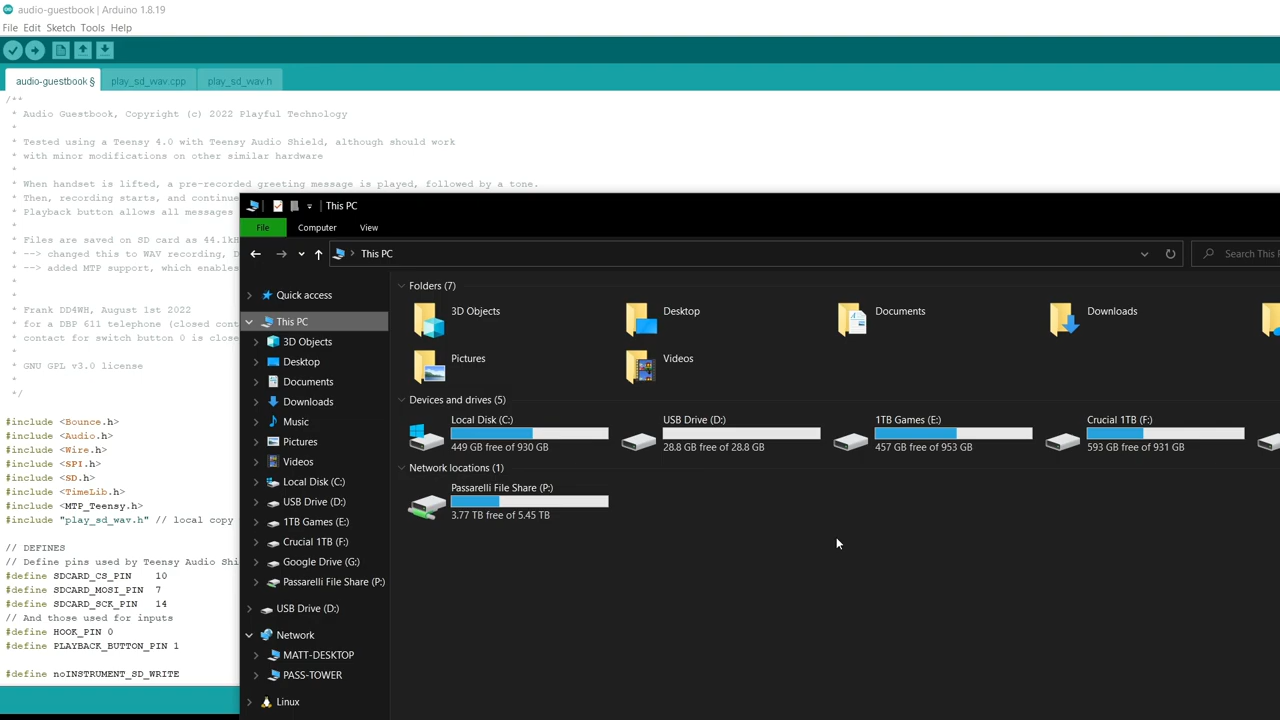 audio-guestbook | Arduino 1.8.19
File Edit Sketch Tools Help
audio-guestbook § play_sd_wav.cpp play_sd_wav.h
/**
* Audio Guestbook, Copyright (c) 2022 Playful Technology
*
* Tested using a Teensy 4.0 with Teensy Audio Shield, although should work
* with minor modifications on other similar hardware
*
* When handset is lifted, a pre-recorded greeting message is played, followed by a tone.
* Then, recording starts, and continue
* Playback button allows all messages
*
* Files are saved on SD card as 44.1kH
* --> changed this to WAV recording, D
* --> added MTP support, which enables
*
*
* Frank DD4WH, August 1st 2022
* for a DBP 611 telephone (closed cont
* contact for switch button 0 is close
*
* GNU GPL v3.0 license
*
*/
#include <Bounce.h>
#include <Audio.h>
#include <Wire.h>
#include <SPI.h>
#include <SD.h>
#include <TimeLib.h>
#include <MTP_Teensy.h>
#include "play_sd_wav.h" // local copy
// DEFINES
// Define pins used by Teensy Audio Shi
#define SDCARD_CS_PIN 10
#define SDCARD_MOSI_PIN 7
#define SDCARD_SCK_PIN 14
// And those used for inputs
#define HOOK_PIN 0
#define PLAYBACK_BUTTON_PIN 1
#define noINSTRUMENT_SD_WRITE
This PC
File Computer View
This PC
Search This P
Quick access
This PC
3D Objects
Desktop
Documents
Downloads
Music
Pictures
Videos
Local Disk (C:)
USB Drive (D:)
1TB Games (E:)
Crucial 1TB (F:)
Google Drive (G:)
Passarelli File Share (P:)
USB Drive (D:)
Network
MATT-DESKTOP
PASS-TOWER
Linux
Folders (7)
3D Objects Desktop Documents Downloads
Pictures Videos
Devices and drives (5)
Local Disk (C:) USB Drive (D:) 1TB Games (E:) Crucial 1TB (F:)
449 GB free of 930 GB 28.8 GB free of 28.8 GB 457 GB free of 953 GB 593 GB free of 931 GB
Network locations (1)
Passarelli File Share (P:)
3.77 TB free of 5.45 TB